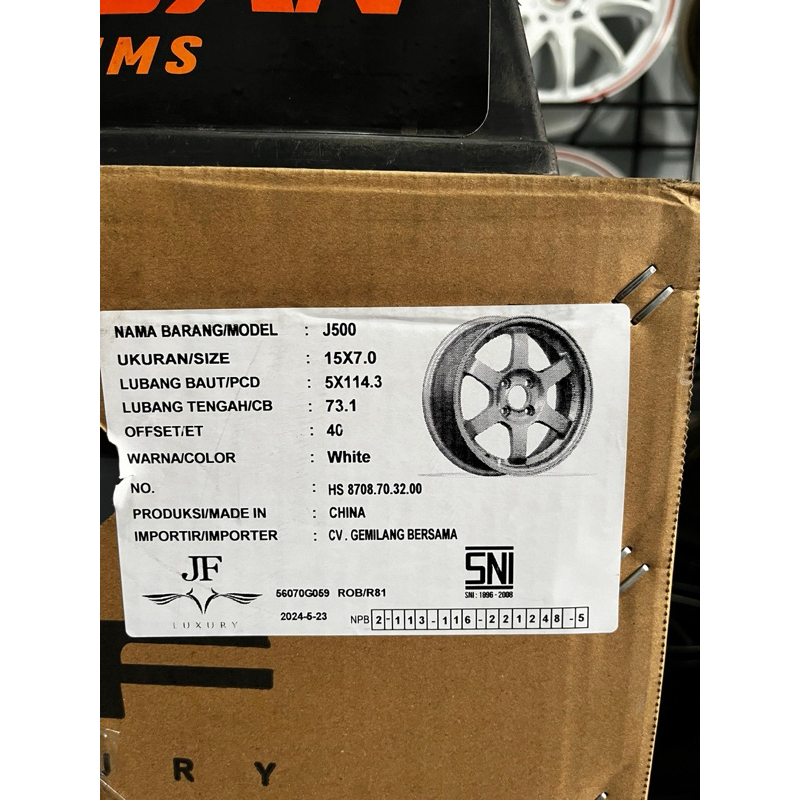 EMS
NAMA BARANG/MODEL : J500
UKURAN/SIZE : 15X7.0
LUBANG BAUT/PCD : 5X114.3
LUBANG TENGAH/CB : 73.1
OFFSET/ET : 40
WARNA/COLOR : White
NO. : HS 8708.70.32.00
PRODUKSI/MADE IN : CHINA
IMPORTIR/IMPORTER : CV. GEMILANG BERSAMA
JF
LUXURY
56070G059 ROB/R81
2024-5-23
SNI
SNI : 1896 - 2008
NPB 2-113-116-221248-5
U R Y